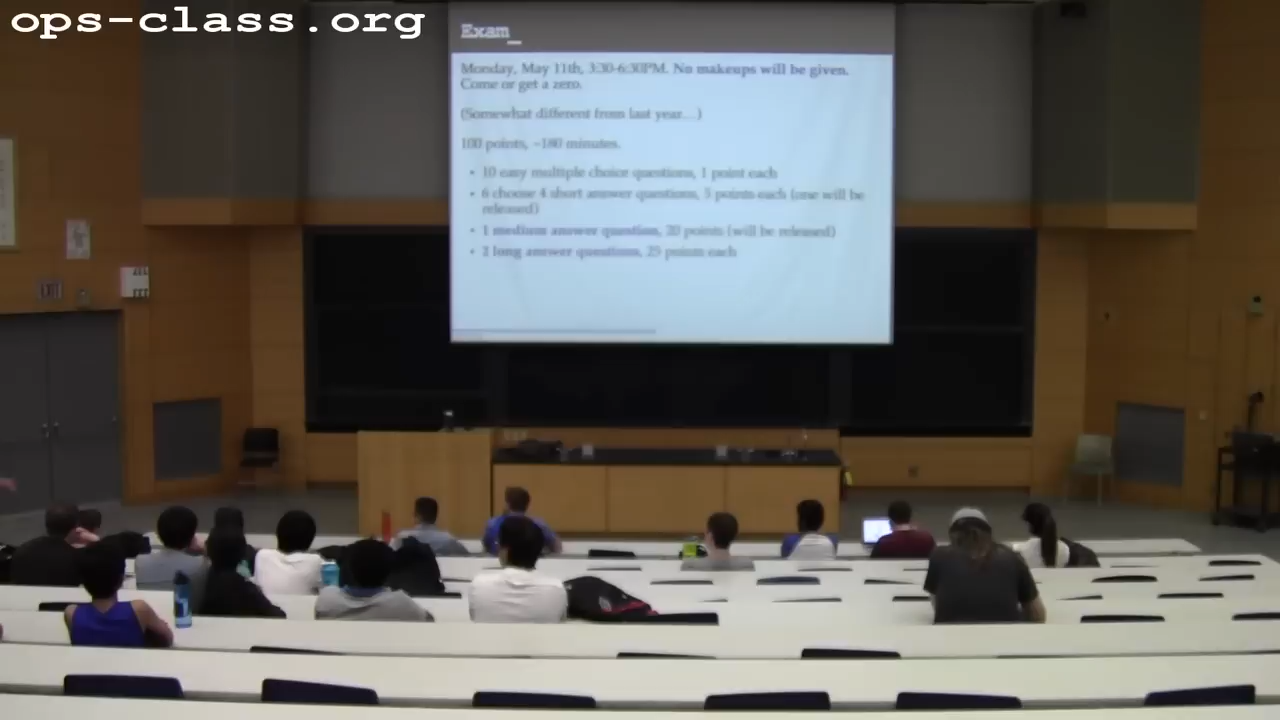 ops-class.org
Exam_
Monday, May 11th, 3:30-6:30PM. No makeups will be given.
Come or get a zero.
(Somewhat different from last year...)
100 points, ~180 minutes.
• 10 easy multiple choice questions, 1 point each
• 6 choose 4 short answer questions, 5 points each (one will be
released)
• 1 medium answer question, 20 points (will be released)
• 2 long answer questions, 25 points each